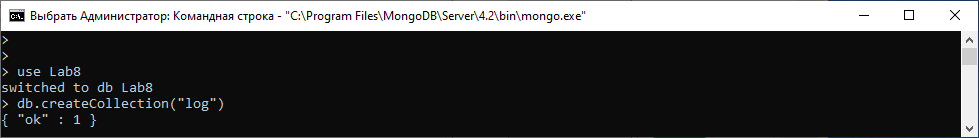 Выбрать Администратор: Командная строка - "C:\Program Files\MongoDB\Server\4.2\bin\mongo.exe"
>
>
> use Lab8
switched to db Lab8
> db.createCollection("log")
{ "ok" : 1 }